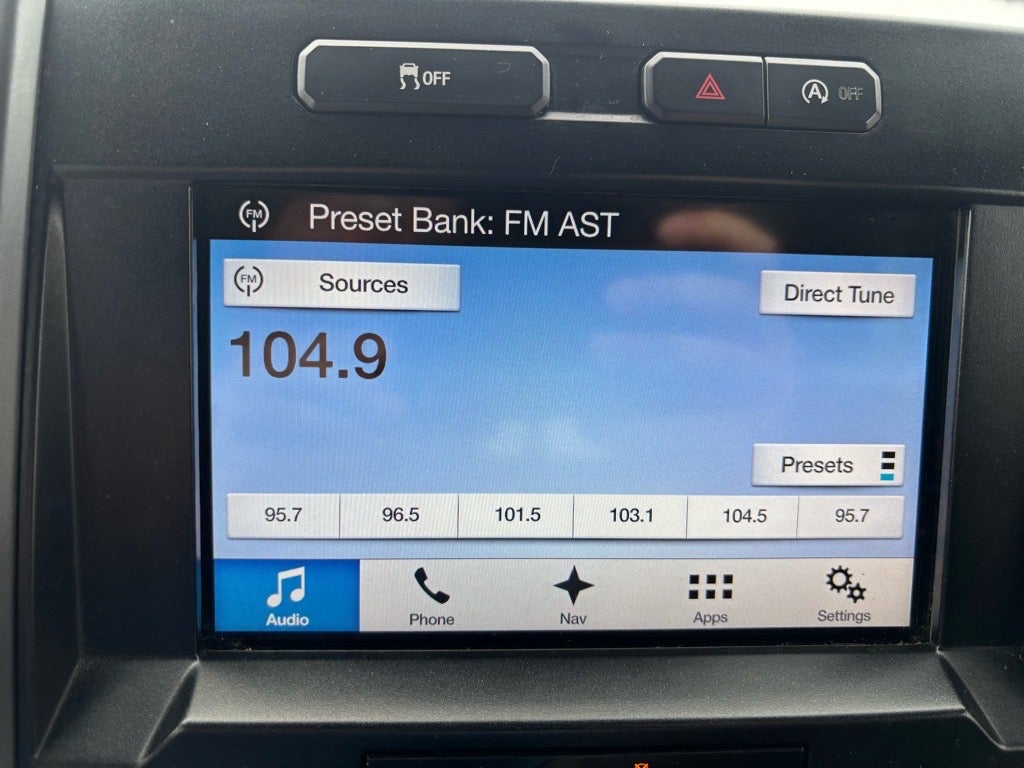 OFF
A OFF
FM Preset Bank: FM AST
FM Sources
Direct Tune
104.9
Presets
95.7 96.5 101.5 103.1 104.5 95.7
Audio Phone Nav Apps Settings